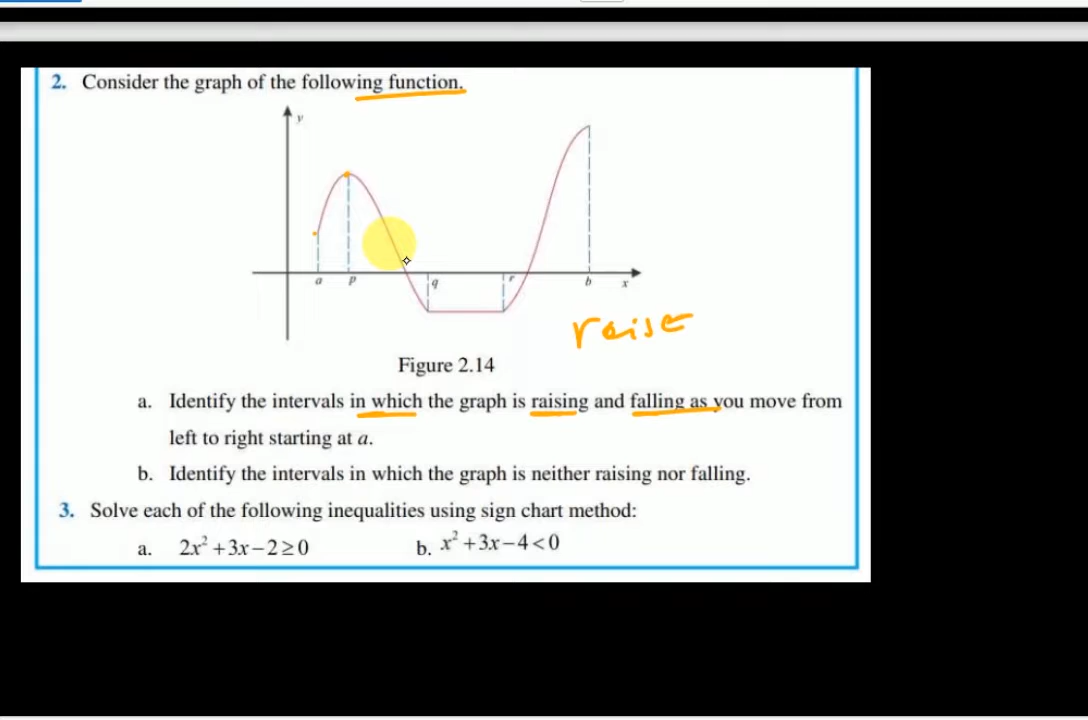 2. Consider the graph of the following function.
y
a p q r b x
raise
Figure 2.14
a. Identify the intervals in which the graph is raising and falling as you move from
left to right starting at a.
b. Identify the intervals in which the graph is neither raising nor falling.
3. Solve each of the following inequalities using sign chart method:
a. 2x² +3x−2≥0 b. x² +3x−4<0